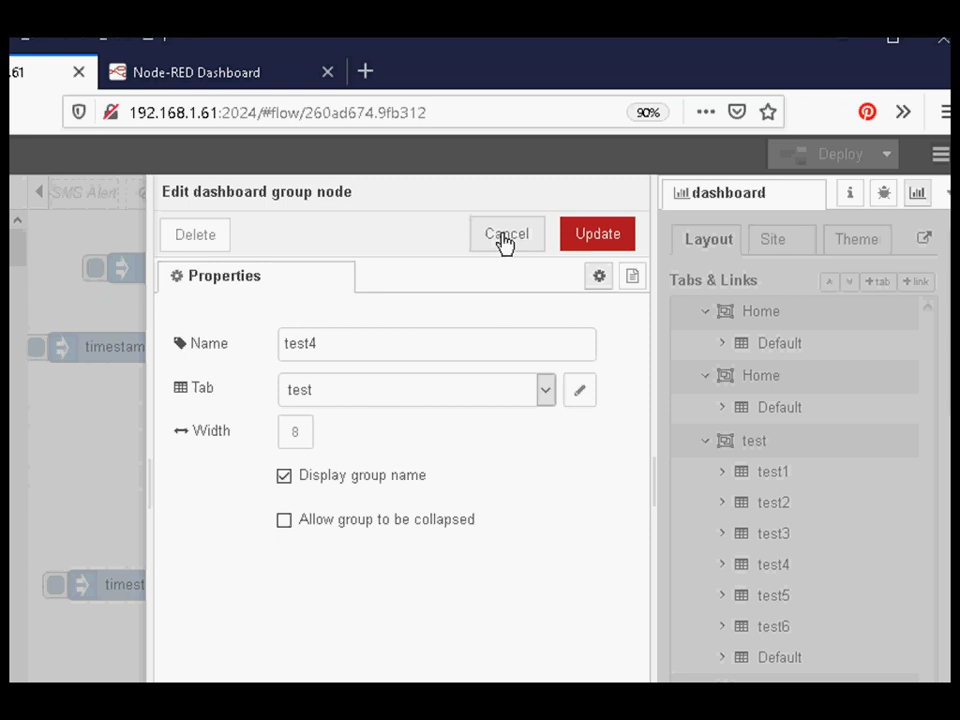 .61
Node-RED Dashboard
192.168.1.61:2024/#flow/260ad674.9fb312
90%
Deploy
SMS Alert
Edit dashboard group node
dashboard
Delete
Cancel
Update
Layout
Site
Theme
Properties
Tabs & Links
tab
link
Home
Default
Home
Default
test
test1
test2
test3
test4
test5
test6
Default
Name
test4
Tab
test
Width
8
Display group name
Allow group to be collapsed
timestam
timest